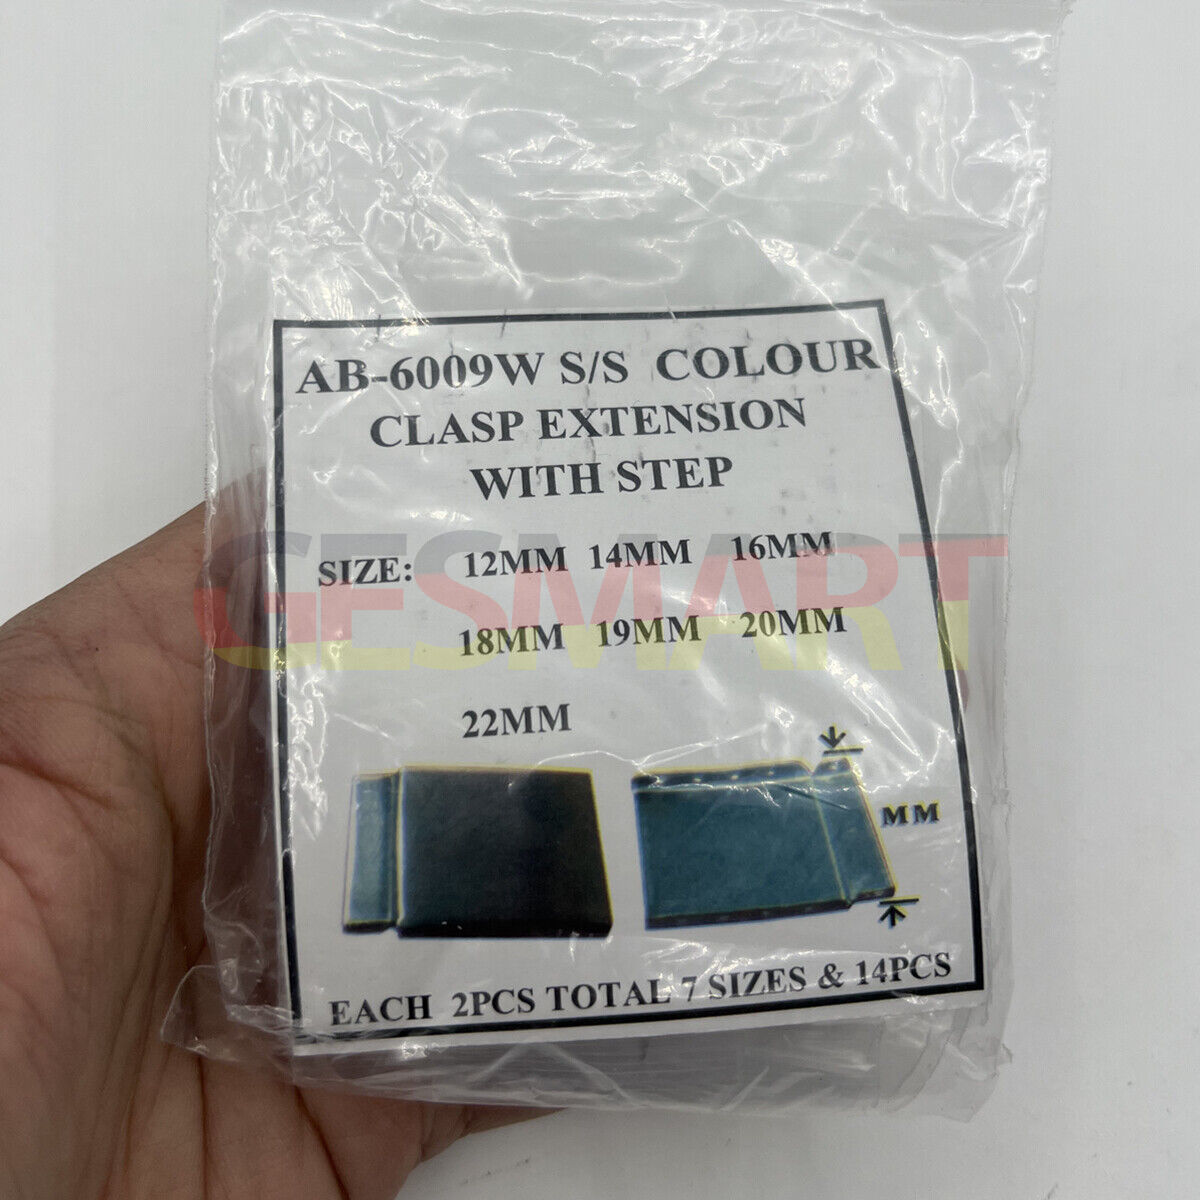 AB-6009W S/S COLOUR
CLASP EXTENSION
WITH STEP
SIZE: 12MM 14MM 16MM
GESMART
18MM 19MM 20MM
22MM
MM
EACH 2PCS TOTAL 7 SIZES & 14PCS